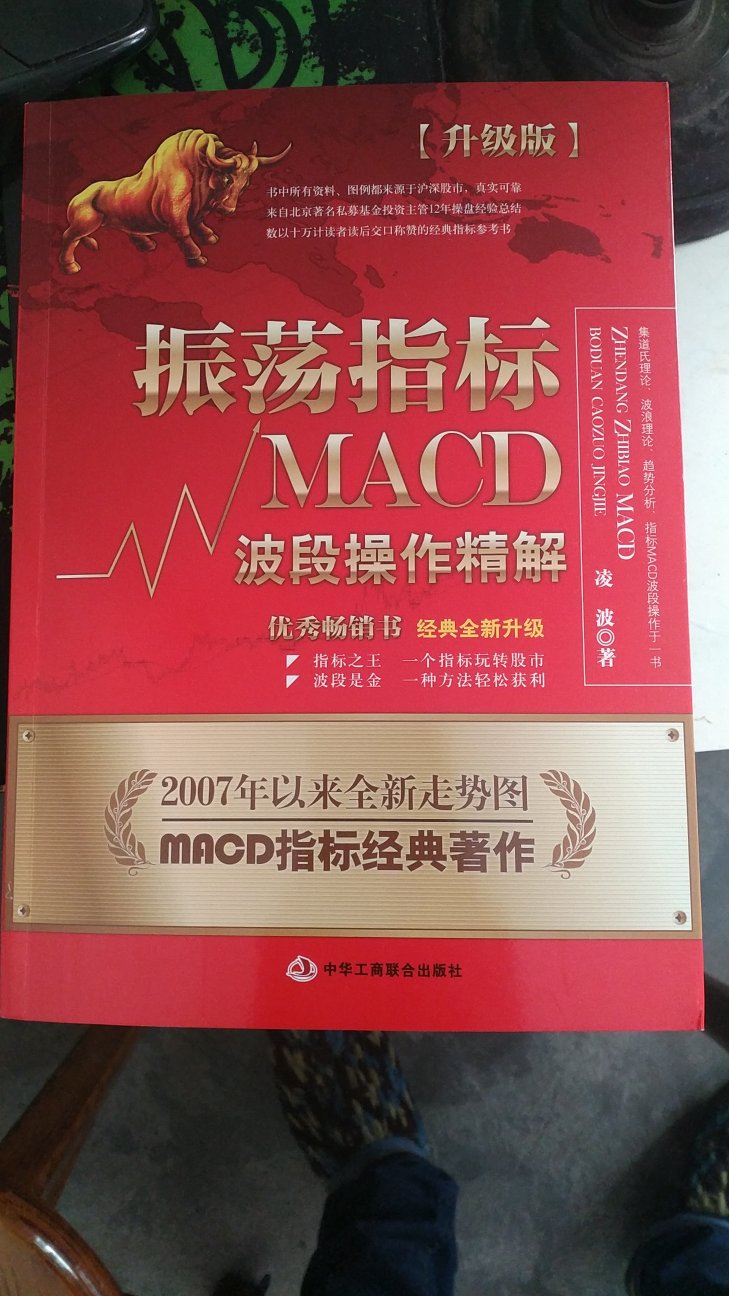 【升级版】
书中所有资料、图例都来源于沪深股市，真实可靠
来自北京著名私募基金投资主管12年操盘经验总结
数以十万计读者读后交口称赞的经典指标参考书
振荡指标
MACD
波段操作精解
优秀畅销书 经典全新升级
指标之王 一个指标玩转股市
波段是金 一种方法轻松获利
集道氏理论、波浪理论、趋势分析、指标MACD波段操作于一书
ZHENDANG ZHIBIAO MACD
BODUAN CAOZUO JINGJIE
凌 波◎著
2007年以来全新走势图
MACD指标经典著作
中华工商联合出版社